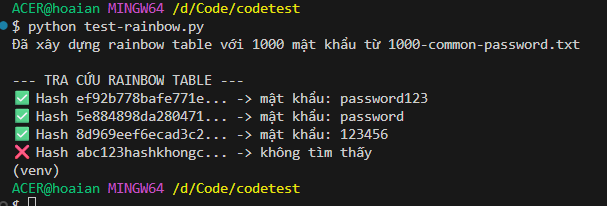 ACER@hoaian MINGW64 /d/Code/codetest
$ python test-rainbow.py
Đã xây dựng rainbow table với 1000 mật khẩu từ 1000-common-password.txt

--- TRA CỨU RAINBOW TABLE ---
✅ Hash ef92b778bafe771e... -> mật khẩu: password123
✅ Hash 5e884898da280471... -> mật khẩu: password
✅ Hash 8d969eef6ecad3c2... -> mật khẩu: 123456
❌ Hash abc123hashkhongc... -> không tìm thấy
(venv)
ACER@hoaian MINGW64 /d/Code/codetest
$